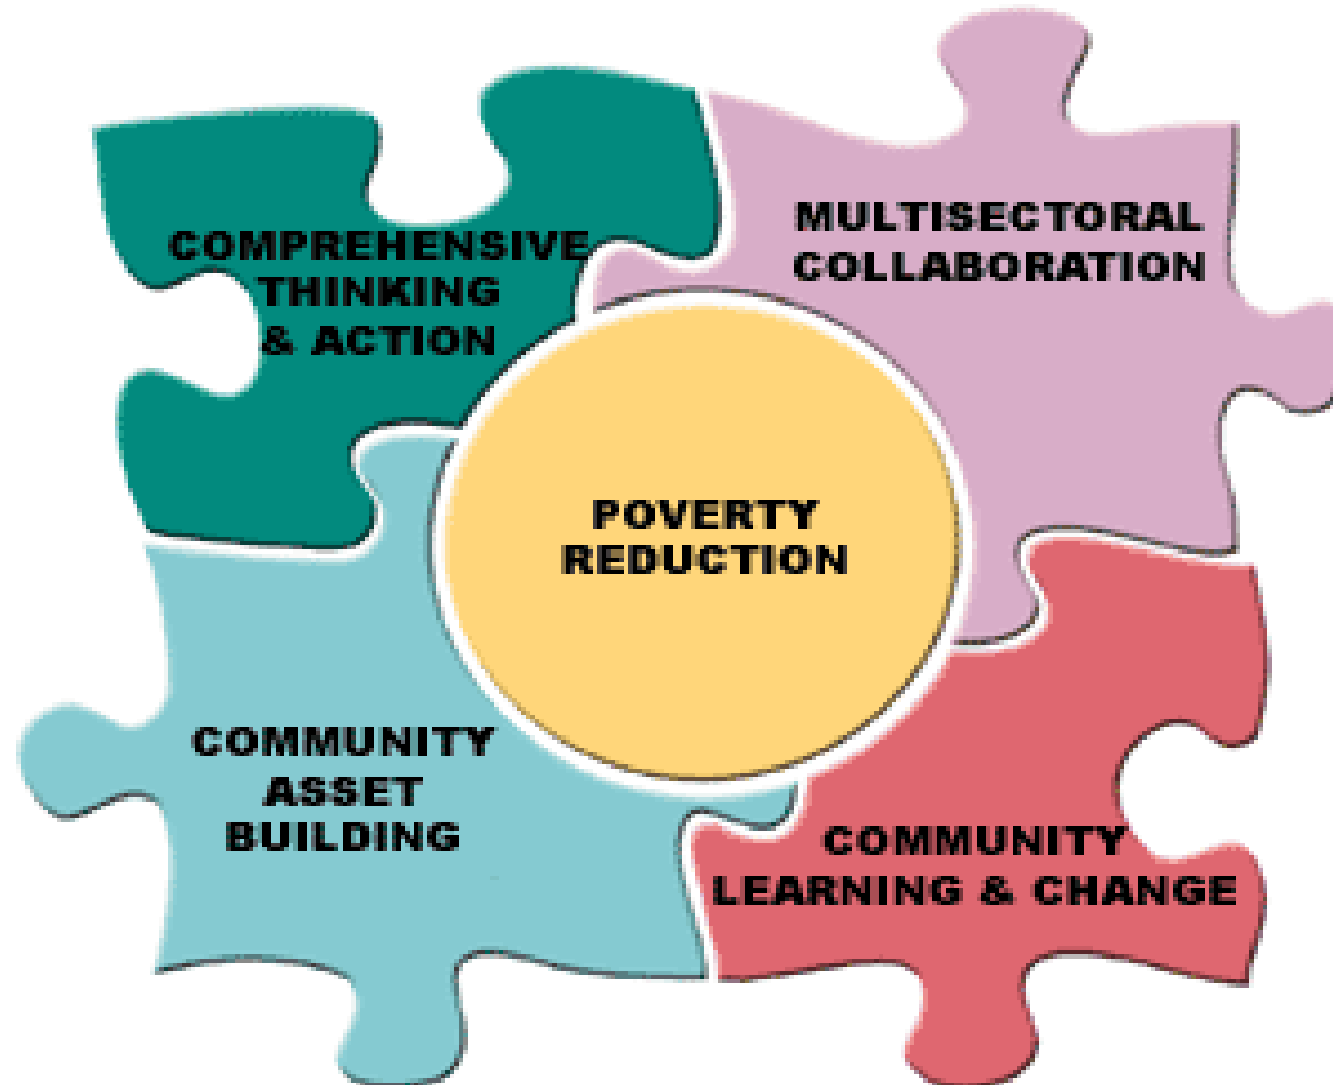 COMPREHENSIVE
THINKING
& ACTION
MULTISECTORAL
COLLABORATION
POVERTY
REDUCTION
COMMUNITY
ASSET
BUILDING
COMMUNITY
LEARNING & CHANGE